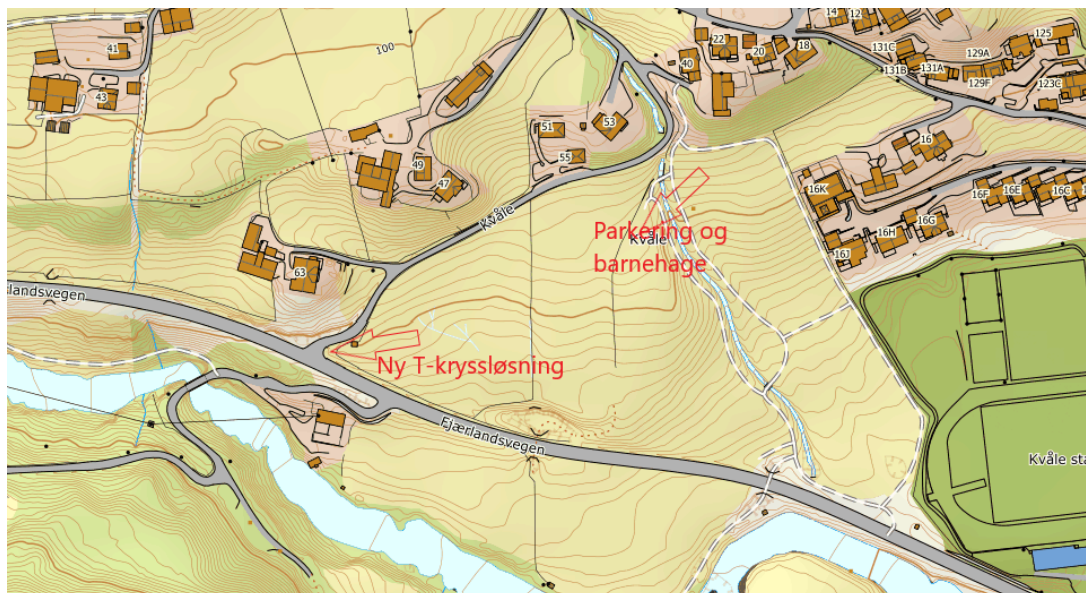 41
43
100
22
20
18
14
12
40
131C
131B
131A
129A
129F
125
123C
51
53
55
49
47
16
16K
16J
16H
16G
16F
16E
16C
Kvåle
Parkering og
Kvåle
barnehage
63
rlandsvegen
Ny T-kryssløsning
Fjærlandsvegen
Kvåle sta